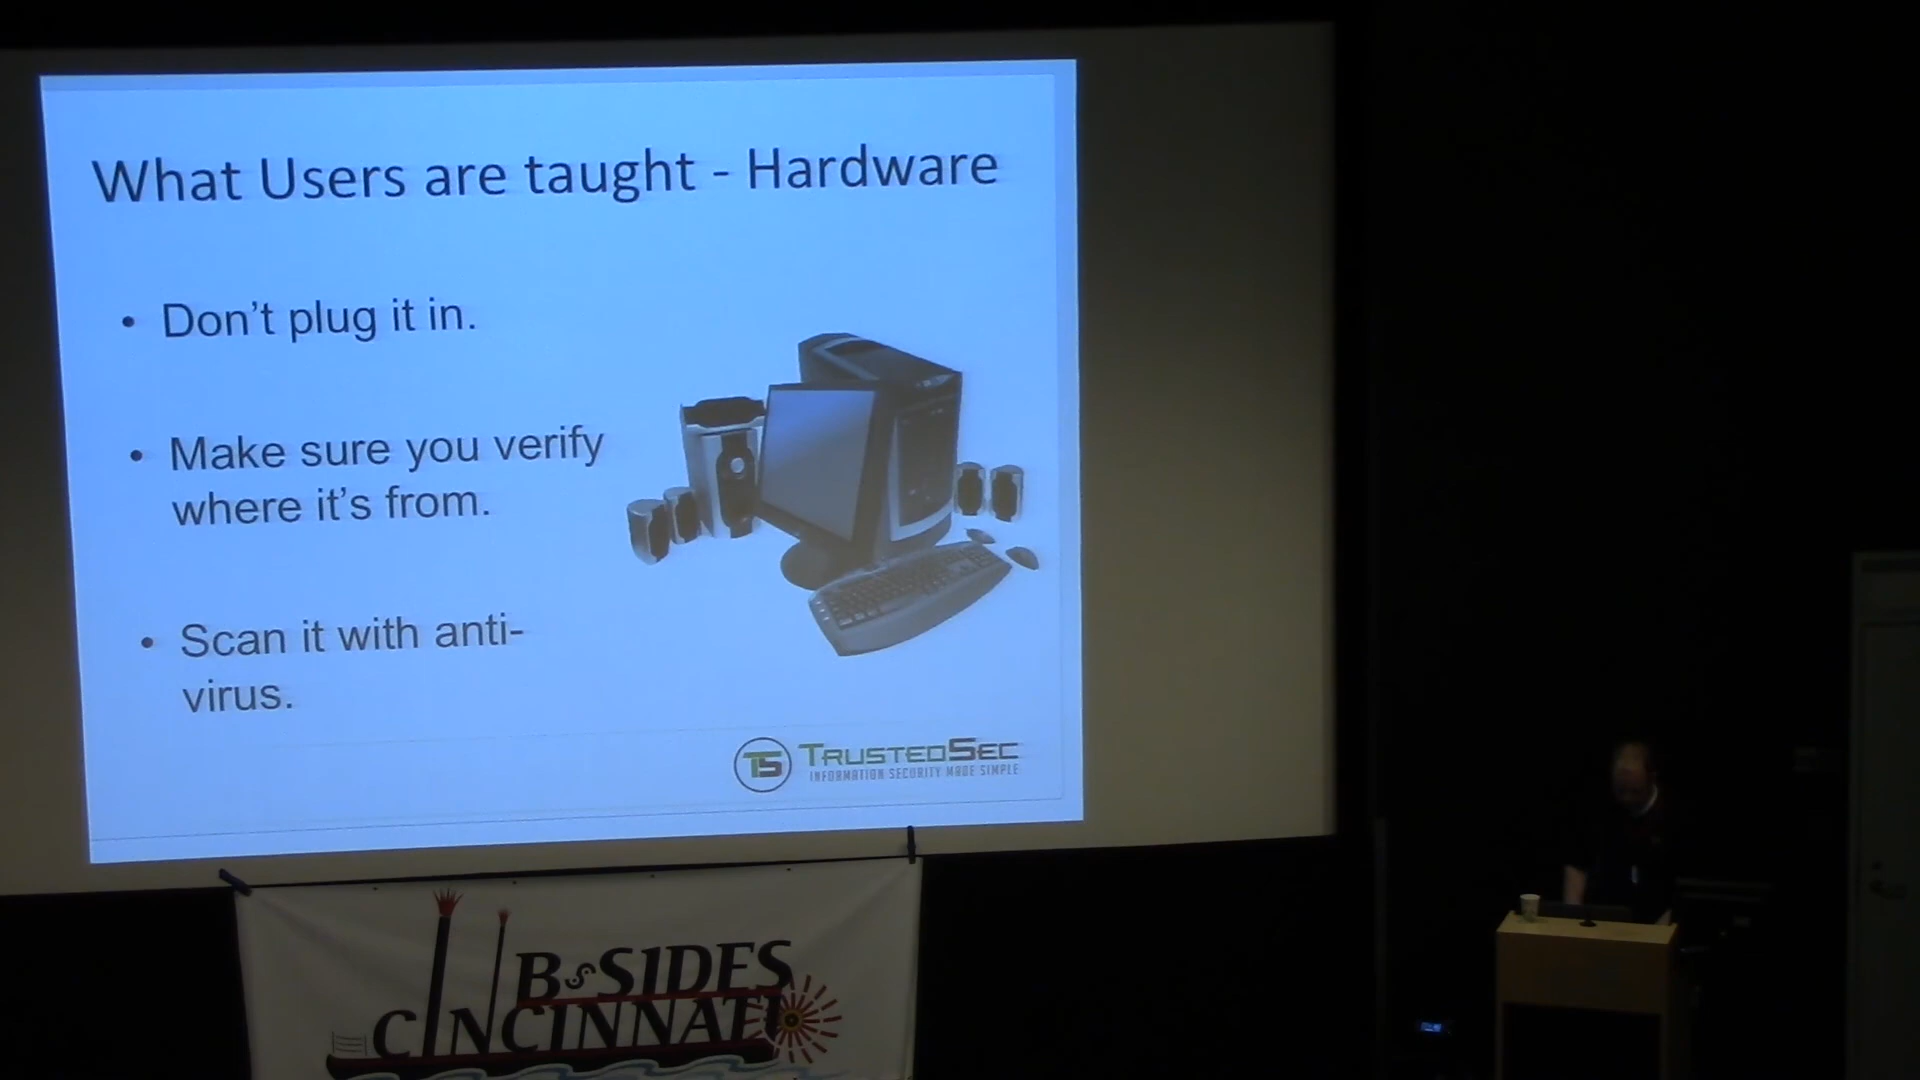 What Users are taught - Hardware
• Don't plug it in.
• Make sure you verify
where it's from.
• Scan it with anti-
virus.
TS TRUSTEDSEC
INFORMATION SECURITY MADE SIMPLE
B SIDES
CINCINNATI